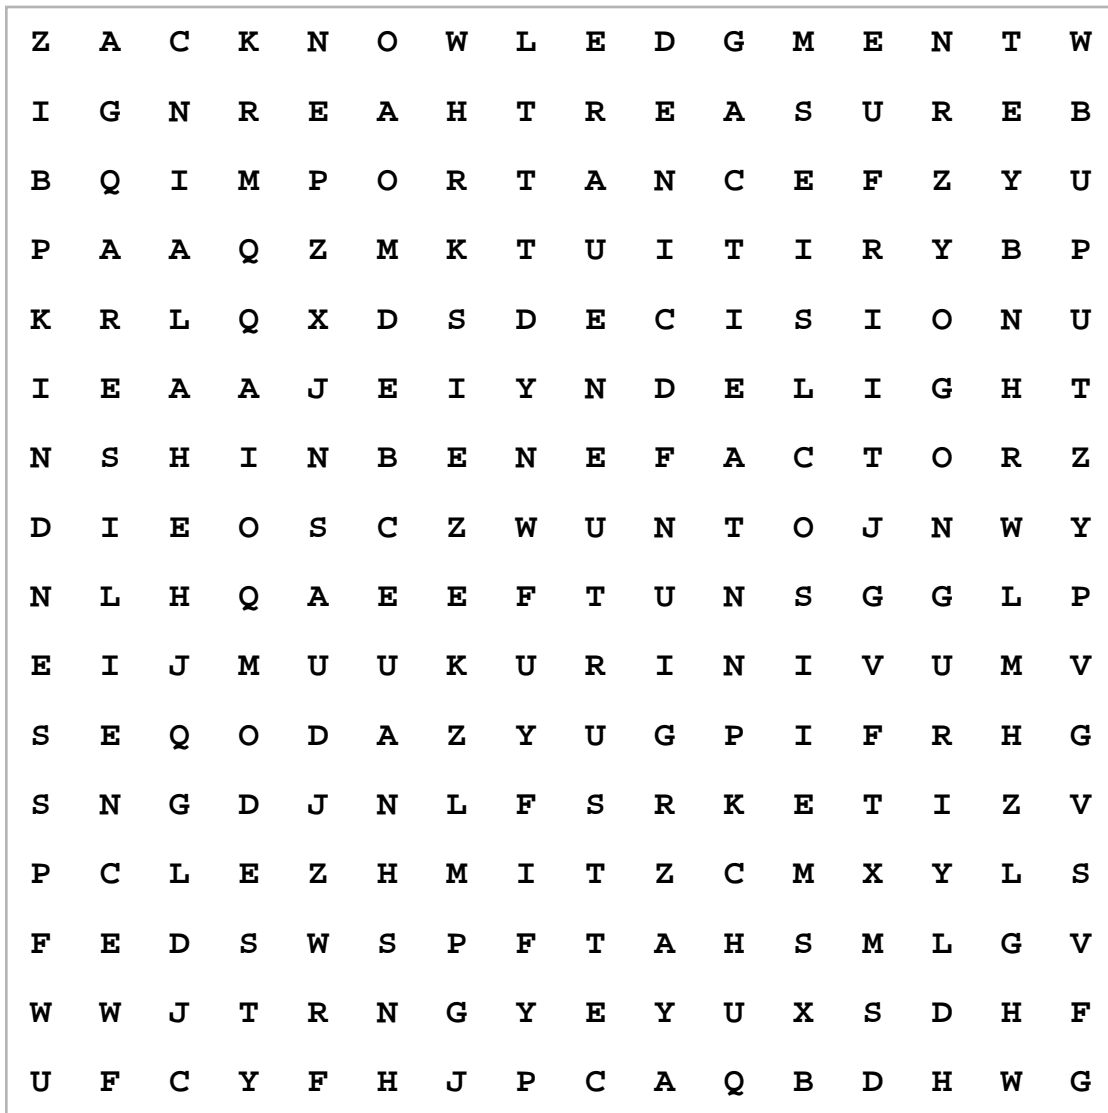 Z A C K N O W L E D G M E N T W
I G N R E A H T R E A S U R E B
B Q I M P O R T A N C E F Z Y U
P A A Q Z M K T U I T I R Y B P
K R L Q X D S D E C I S I O N U
I E A A J E I Y N D E L I G H T
N S H I N B E N E F A C T O R Z
D I E O S C Z W U N T O J N W Y
N L H Q A E E F T U N S G G L P
E I J M U U K U R I N I V U M V
S E Q O D A Z Y U G P I F R H G
S N G D J N L F S R K E T I Z V
P C L E Z H M I T Z C M X Y L S
F E D S W S P F T A H S M L G V
W W J T R N G Y E Y U X S D H F
U F C Y F H J P C A Q B D H W G